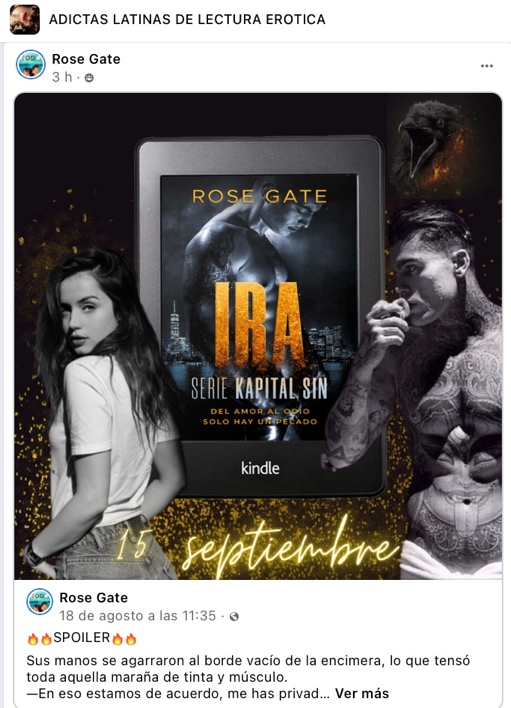 ADICTAS LATINAS DE LECTURA EROTICA
Rose Gate
3 h ·
ROSE GATE
IRA
SERIE KAPITAL SIN
DEL AMOR AL ODIO
SOLO HAY UN PECADO
kindle
15 septiembre
Rose Gate
18 de agosto a las 11:35 ·
🔥🔥SPOILER🔥🔥
Sus manos se agarraron al borde vacío de la encimera, lo que tensó
toda aquella maraña de tinta y músculo.
—En eso estamos de acuerdo, me has privad... Ver más